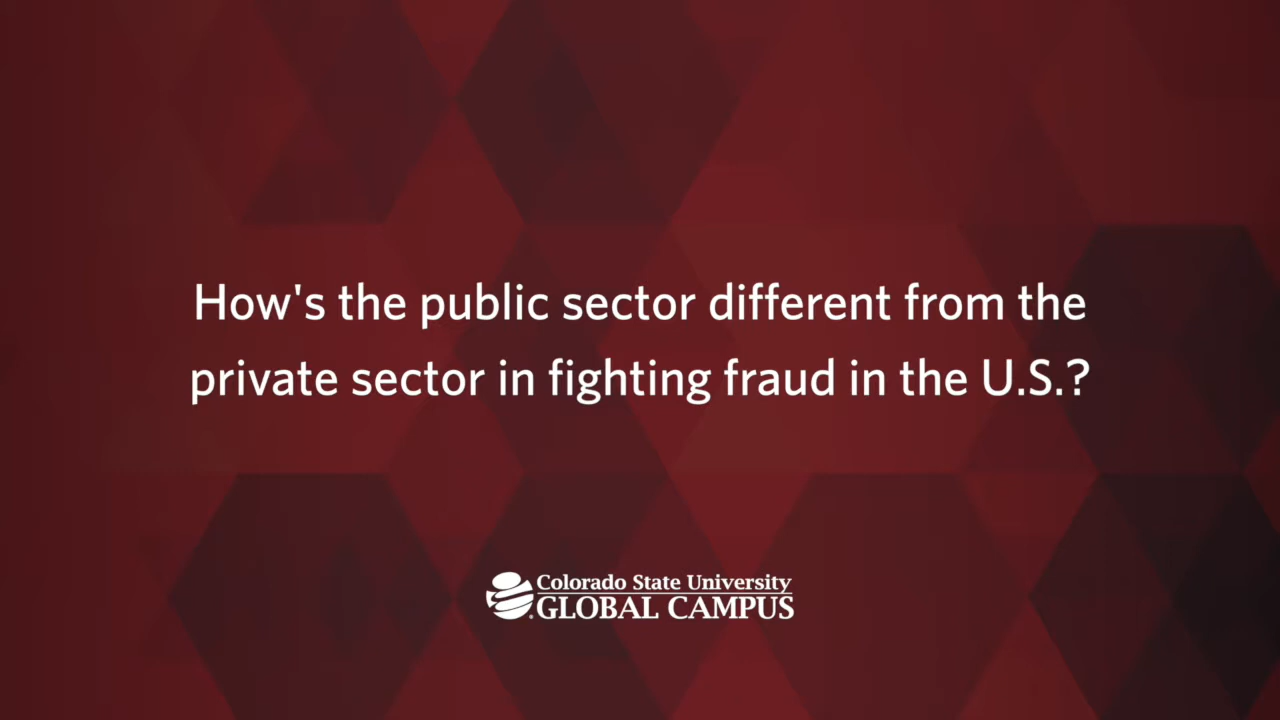 How's the public sector different from the
private sector in fighting fraud in the U.S.?
Colorado State University
GLOBAL CAMPUS